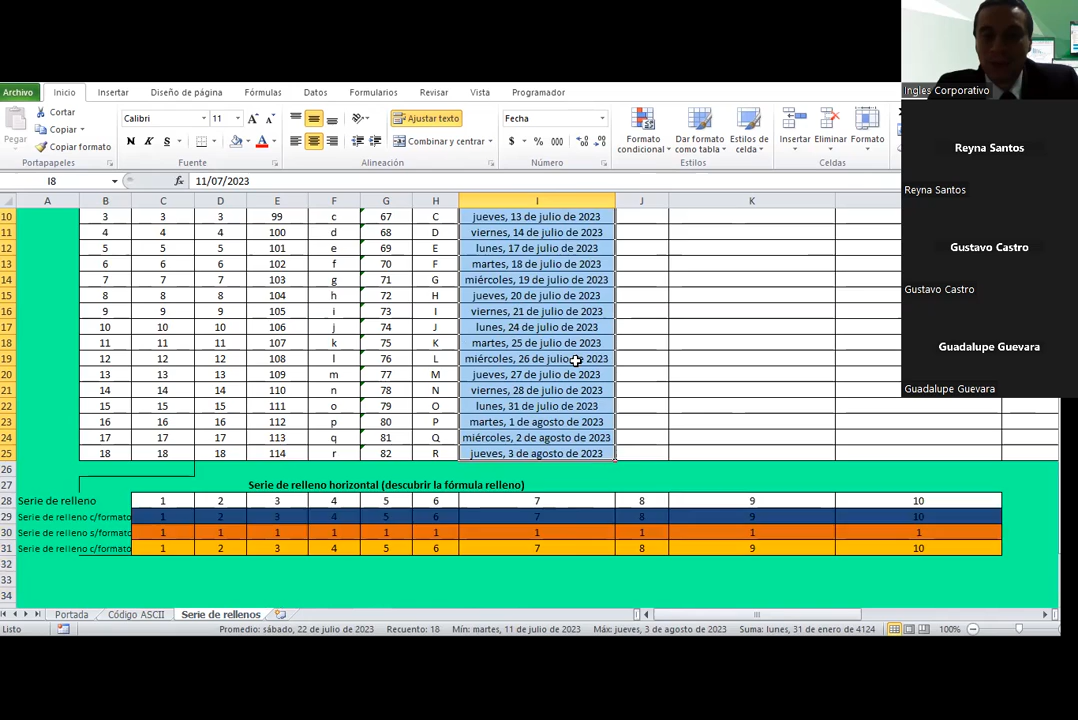 Ingles Corporativo
Archivo Inicio Insertar Diseño de página Fórmulas Datos Formularios Revisar Vista Programador
Cortar
Copiar
Copiar formato
Pegar
Portapapeles
Calibri 11
N K S
Fuente
Ajustar texto
Combinar y centrar
Alineación
Fecha
$ % 000
Número
Formato condicional
Dar formato como tabla
Estilos de celda
Estilos
Insertar Eliminar Formato
Celdas
Reyna Santos
Reyna Santos
Gustavo Castro
Gustavo Castro
Guadalupe Guevara
Guadalupe Guevara
I8 fx 11/07/2023
A B C D E F G H I J K
10 3 3 3 99 c 67 C jueves, 13 de julio de 2023
11 4 4 4 100 d 68 D viernes, 14 de julio de 2023
12 5 5 5 101 e 69 E lunes, 17 de julio de 2023
13 6 6 6 102 f 70 F martes, 18 de julio de 2023
14 7 7 7 103 g 71 G miércoles, 19 de julio de 2023
15 8 8 8 104 h 72 H jueves, 20 de julio de 2023
16 9 9 9 105 i 73 I viernes, 21 de julio de 2023
17 10 10 10 106 j 74 J lunes, 24 de julio de 2023
18 11 11 11 107 k 75 K martes, 25 de julio de 2023
19 12 12 12 108 l 76 L miércoles, 26 de julio de 2023
20 13 13 13 109 m 77 M jueves, 27 de julio de 2023
21 14 14 14 110 n 78 N viernes, 28 de julio de 2023
22 15 15 15 111 o 79 O lunes, 31 de julio de 2023
23 16 16 16 112 p 80 P martes, 1 de agosto de 2023
24 17 17 17 113 q 81 Q miércoles, 2 de agosto de 2023
25 18 18 18 114 r 82 R jueves, 3 de agosto de 2023
26
27 Serie de relleno horizontal (descubrir la fórmula relleno)
28 Serie de relleno 1 2 3 4 5 6 7 8 9 10
29 Serie de relleno c/formato 1 2 3 4 5 6 7 8 9 10
30 Serie de relleno s/formato 1 1 1 1 1 1 1 1 1 1
31 Serie de relleno c/formato 1 2 3 4 5 6 7 8 9 10
32
33
34
Portada Código ASCII Serie de rellenos
Listo Promedio: sábado, 22 de julio de 2023 Recuento: 18 Mín: martes, 11 de julio de 2023 Máx: jueves, 3 de agosto de 2023 Suma: lunes, 31 de enero de 4124 100%